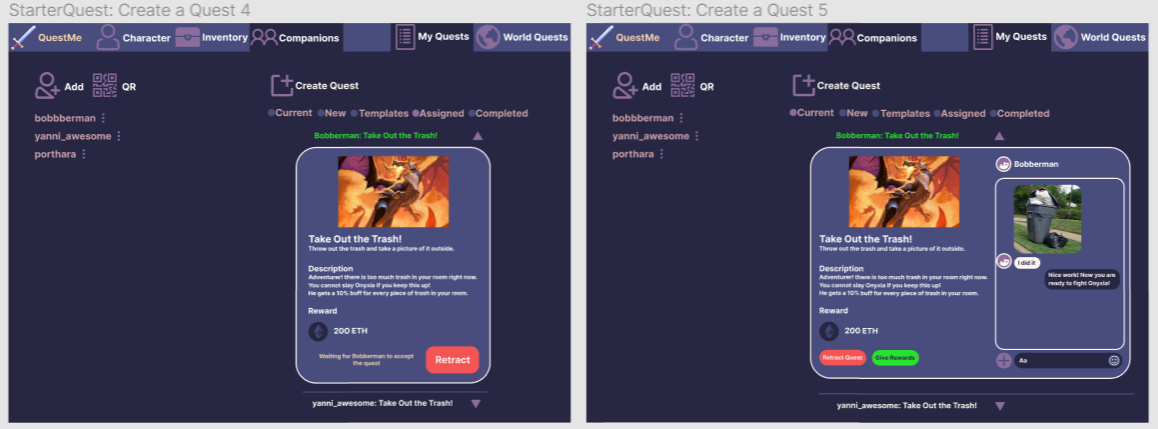 StarterQuest: Create a Quest 4
QuestMe
Character
Inventory
Companions
My Quests
World Quests
Add
QR
Create Quest
bobbberman
yanni_awesome
porthara
Current
New
Templates
Assigned
Completed
Bobberman: Take Out the Trash!
Take Out the Trash!
Throw out the trash and take a picture of it outside.
Description
Adventurer! there is too much trash in your room right now.
You cannot slay Onyxia if you keep this up!
He gets a 10% buff for every piece of trash in your room.
Reward
200 ETH
Waiting for Bobberman to accept
the quest
Retract
yanni_awesome: Take Out the Trash!
StarterQuest: Create a Quest 5
QuestMe
Character
Inventory
Companions
My Quests
World Quests
Add
QR
Create Quest
bobbberman
yanni_awesome
porthara
Current
New
Templates
Assigned
Completed
Bobberman: Take Out the Trash!
Take Out the Trash!
Throw out the trash and take a picture of it outside.
Description
Adventurer! there is too much trash in your room right now.
You cannot slay Onyxia if you keep this up!
He gets a 10% buff for every piece of trash in your room.
Reward
200 ETH
Retract Quest
Give Rewards
Bobberman
I did it
Nice work! Now you are
ready to fight Onyxia!
Aa
yanni_awesome: Take Out the Trash!